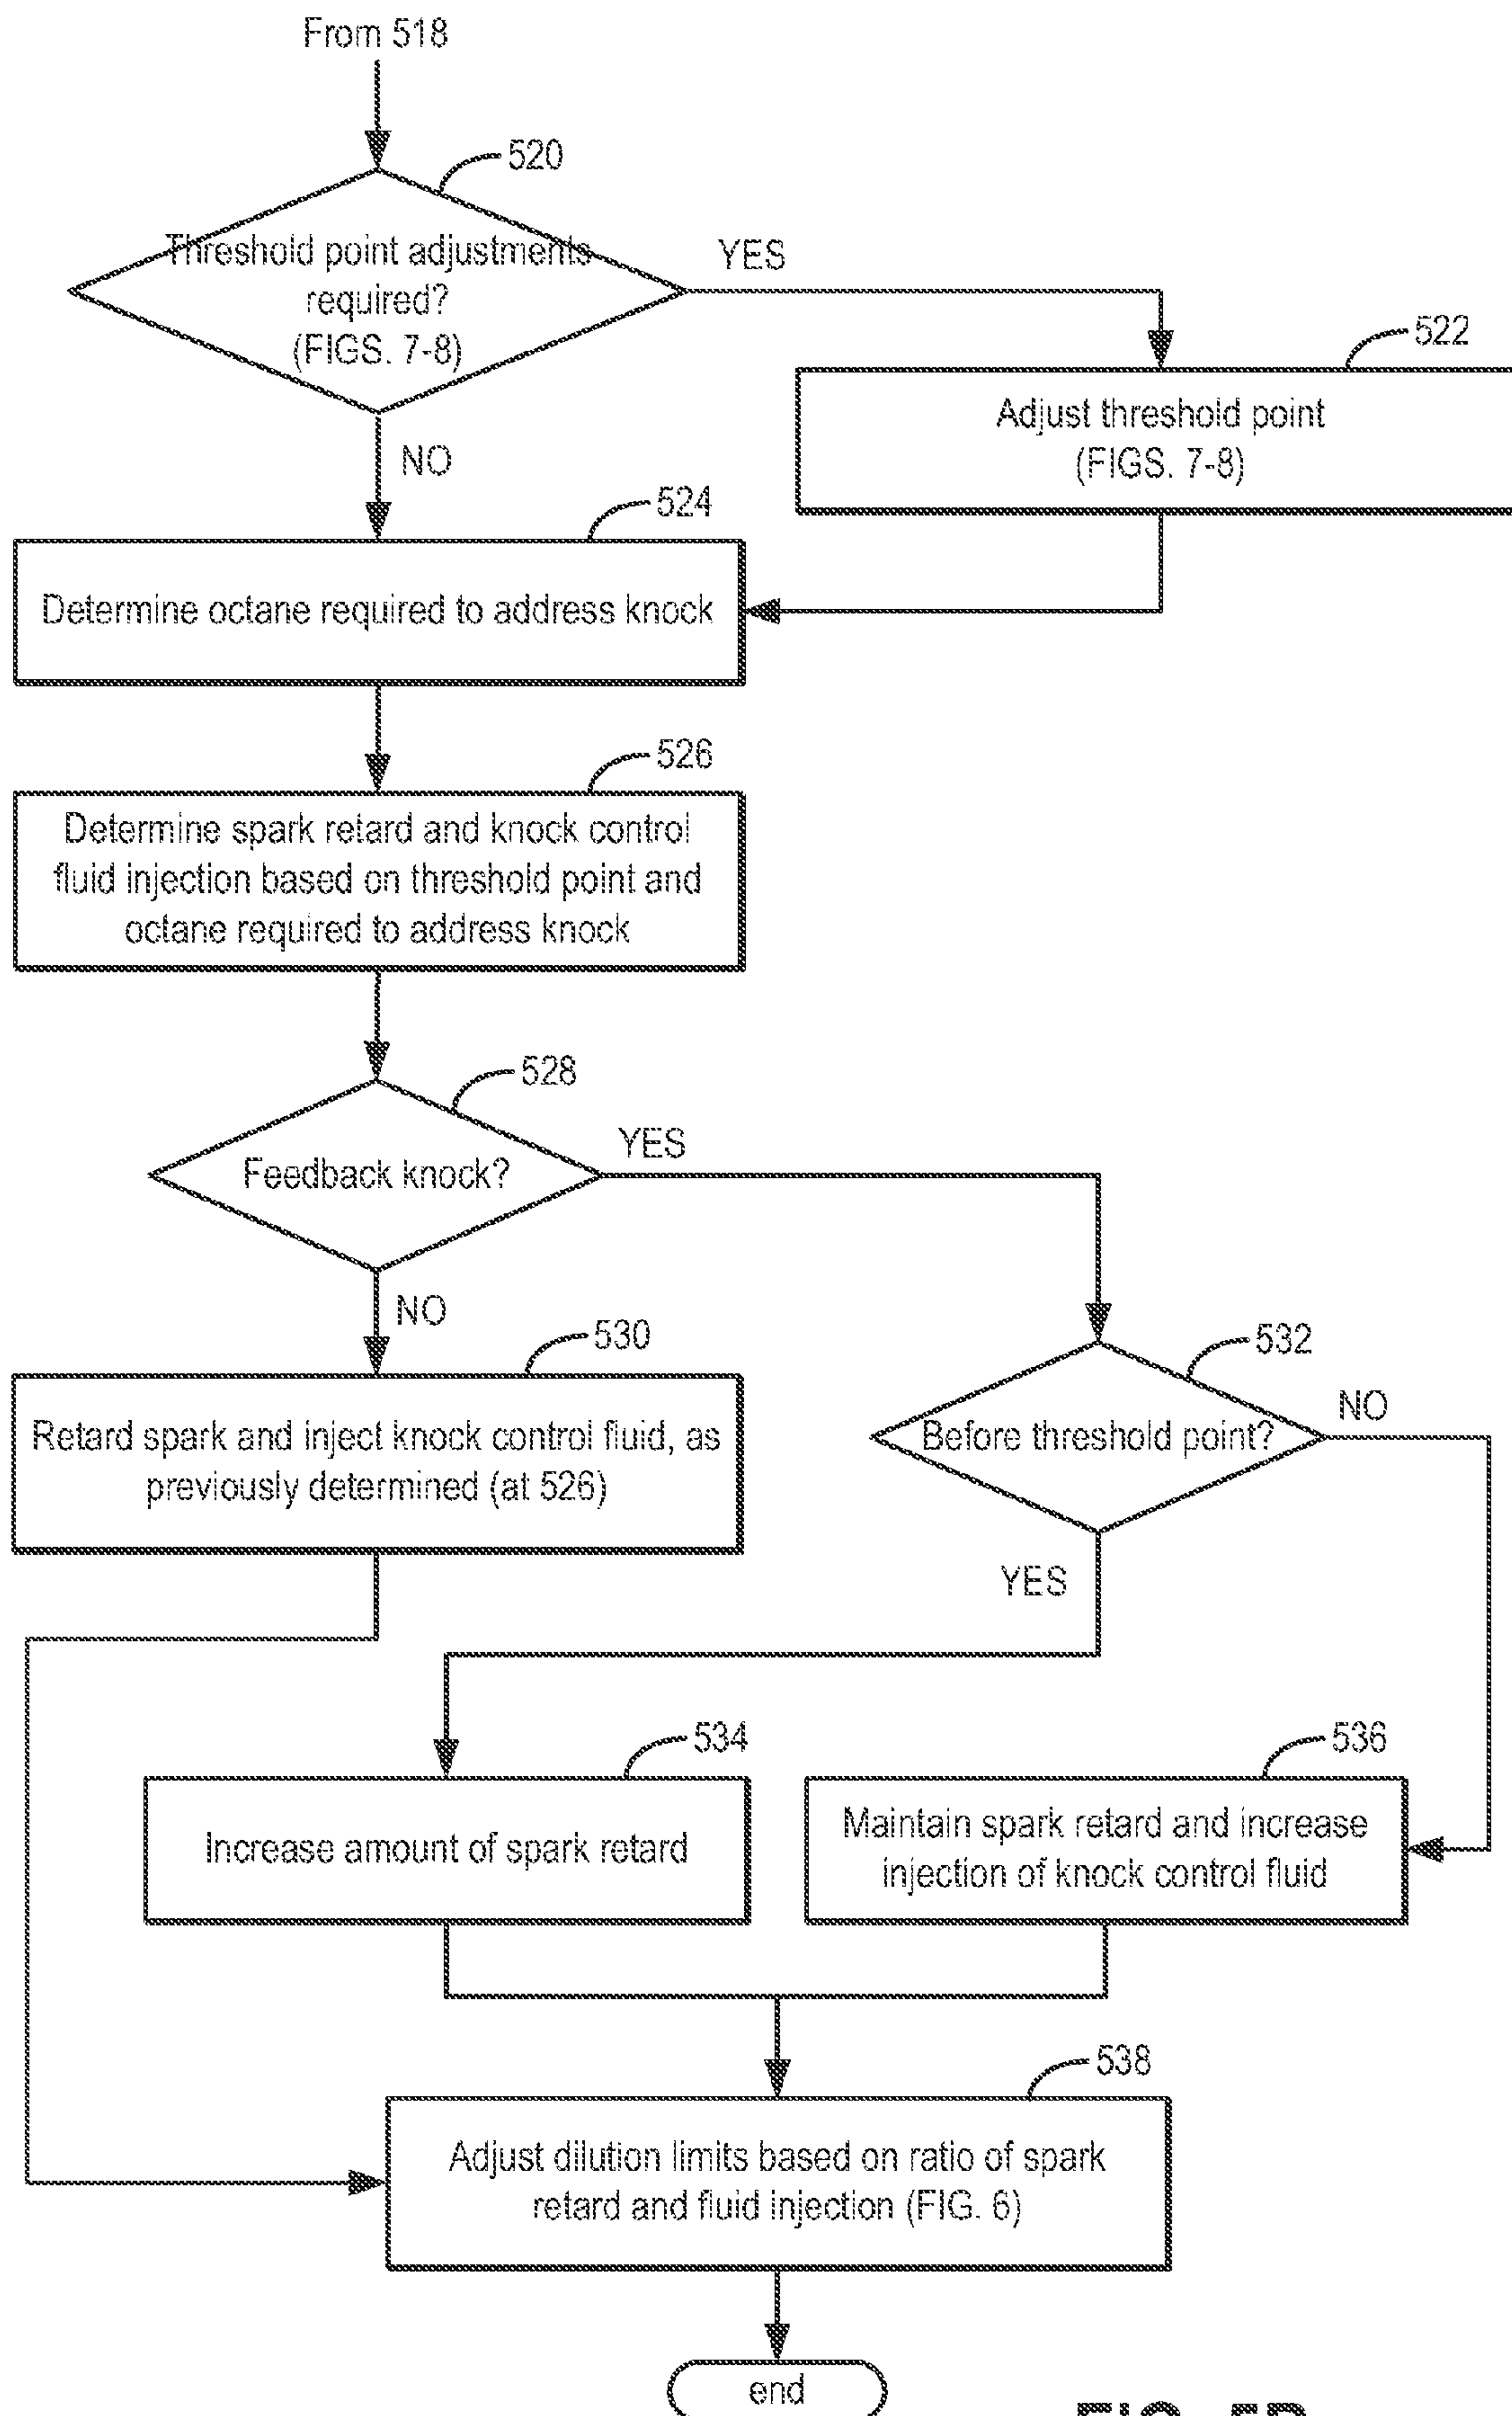 From 518
520
Threshold point adjustments
required?
(FIGS. 7-8)
YES
522
Adjust threshold point
(FIGS. 7-8)
NO
524
Determine octane required to address knock
526
Determine spark retard and knock control
fluid injection based on threshold point and
octane required to address knock
528
Feedback knock?
YES
NO
530
Retard spark and inject knock control fluid, as
previously determined (at 526)
532
Before threshold point?
NO
YES
534
Increase amount of spark retard
536
Maintain spark retard and increase
injection of knock control fluid
538
Adjust dilution limits based on ratio of spark
retard and fluid injection (FIG. 6)
end